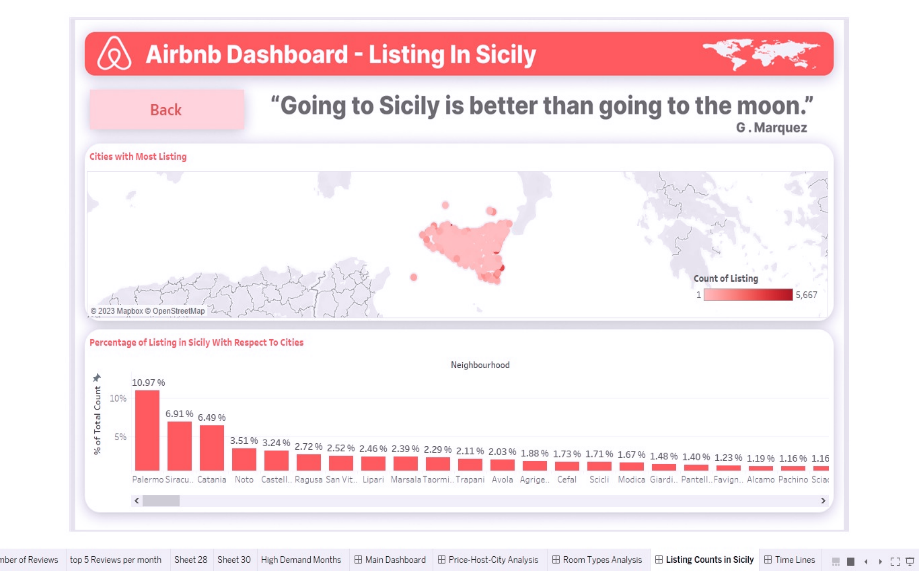 Airbnb Dashboard - Listing In Sicily
Back
“Going to Sicily is better than going to the moon.”
G . Marquez
Cities with Most Listing
Count of Listing
1 5,667
© 2023 Mapbox © OpenStreetMap
Percentage of Listing in Sicily With Respect To Cities
Neighbourhood
% of Total Count
10%
5%
10.97 % 6.91 % 6.49 % 3.51 % 3.24 % 2.72 % 2.52 % 2.46 % 2.39 % 2.29 % 2.11 % 2.03 % 1.88 % 1.73 % 1.71 % 1.67 % 1.48 % 1.40 % 1.23 % 1.19 % 1.16 % 1.16
Palermo Siracu.. Catania Noto Castell.. Ragusa San Vit.. Lipari Marsala Taormi.. Trapani Avola Agrige.. Cefal Scicli Modica Giardi.. Pantell.. Favign.. Alcamo Pachino Sciac
mber of Reviews top 5 Reviews per month Sheet 28 Sheet 30 High Demand Months Main Dashboard Price-Host-City Analysis Room Types Analysis Listing Counts in Sicily Time Lines